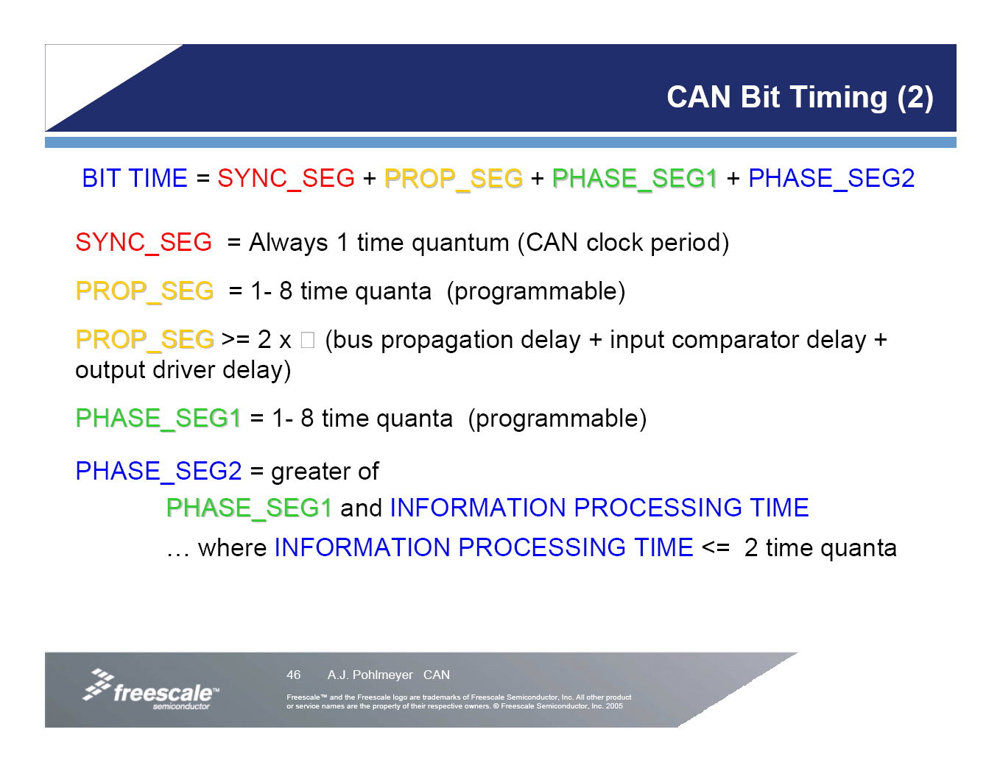 CAN Bit Timing (2)
BIT TIME = SYNC_SEG + PROP_SEG + PHASE_SEG1 + PHASE_SEG2
SYNC_SEG = Always 1 time quantum (CAN clock period)
PROP_SEG = 1- 8 time quanta (programmable)
PROP_SEG >= 2 x □ (bus propagation delay + input comparator delay +
output driver delay)
PHASE_SEG1 = 1- 8 time quanta (programmable)
PHASE_SEG2 = greater of
PHASE_SEG1 and INFORMATION PROCESSING TIME
… where INFORMATION PROCESSING TIME <= 2 time quanta
46 A.J. Pohlmeyer CAN
freescale™
semiconductor
Freescale™ and the Freescale logo are trademarks of Freescale Semiconductor, Inc. All other product
or service names are the property of their respective owners. © Freescale Semiconductor, Inc. 2005